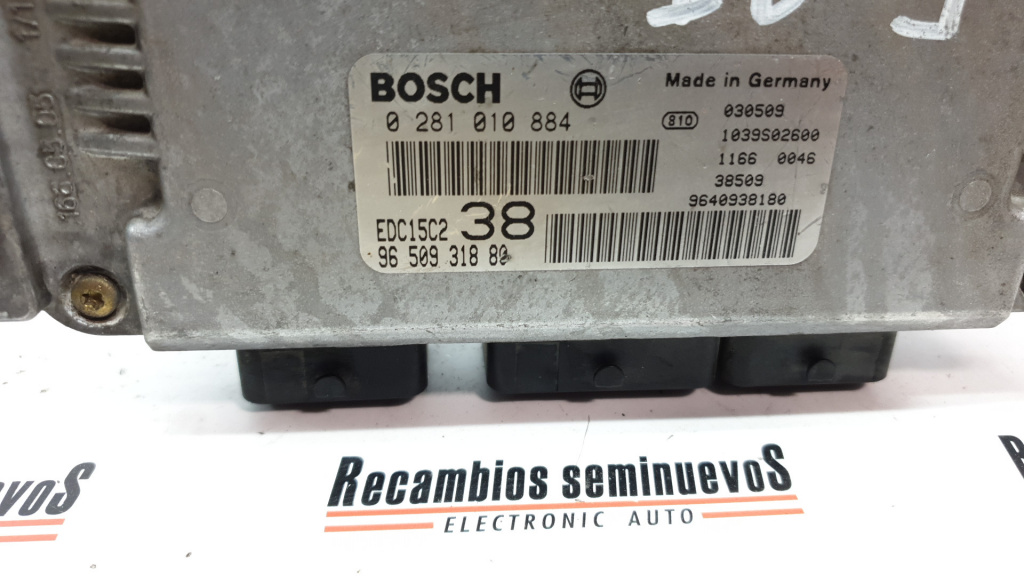 BOSCH
Made in Germany
0 281 010 884
810
030509
1039S02600
1166 0046
38509
9640938180
EDC15C2
38
96 509 318 80
Recambios seminuevos
ELECTRONIC AUTO